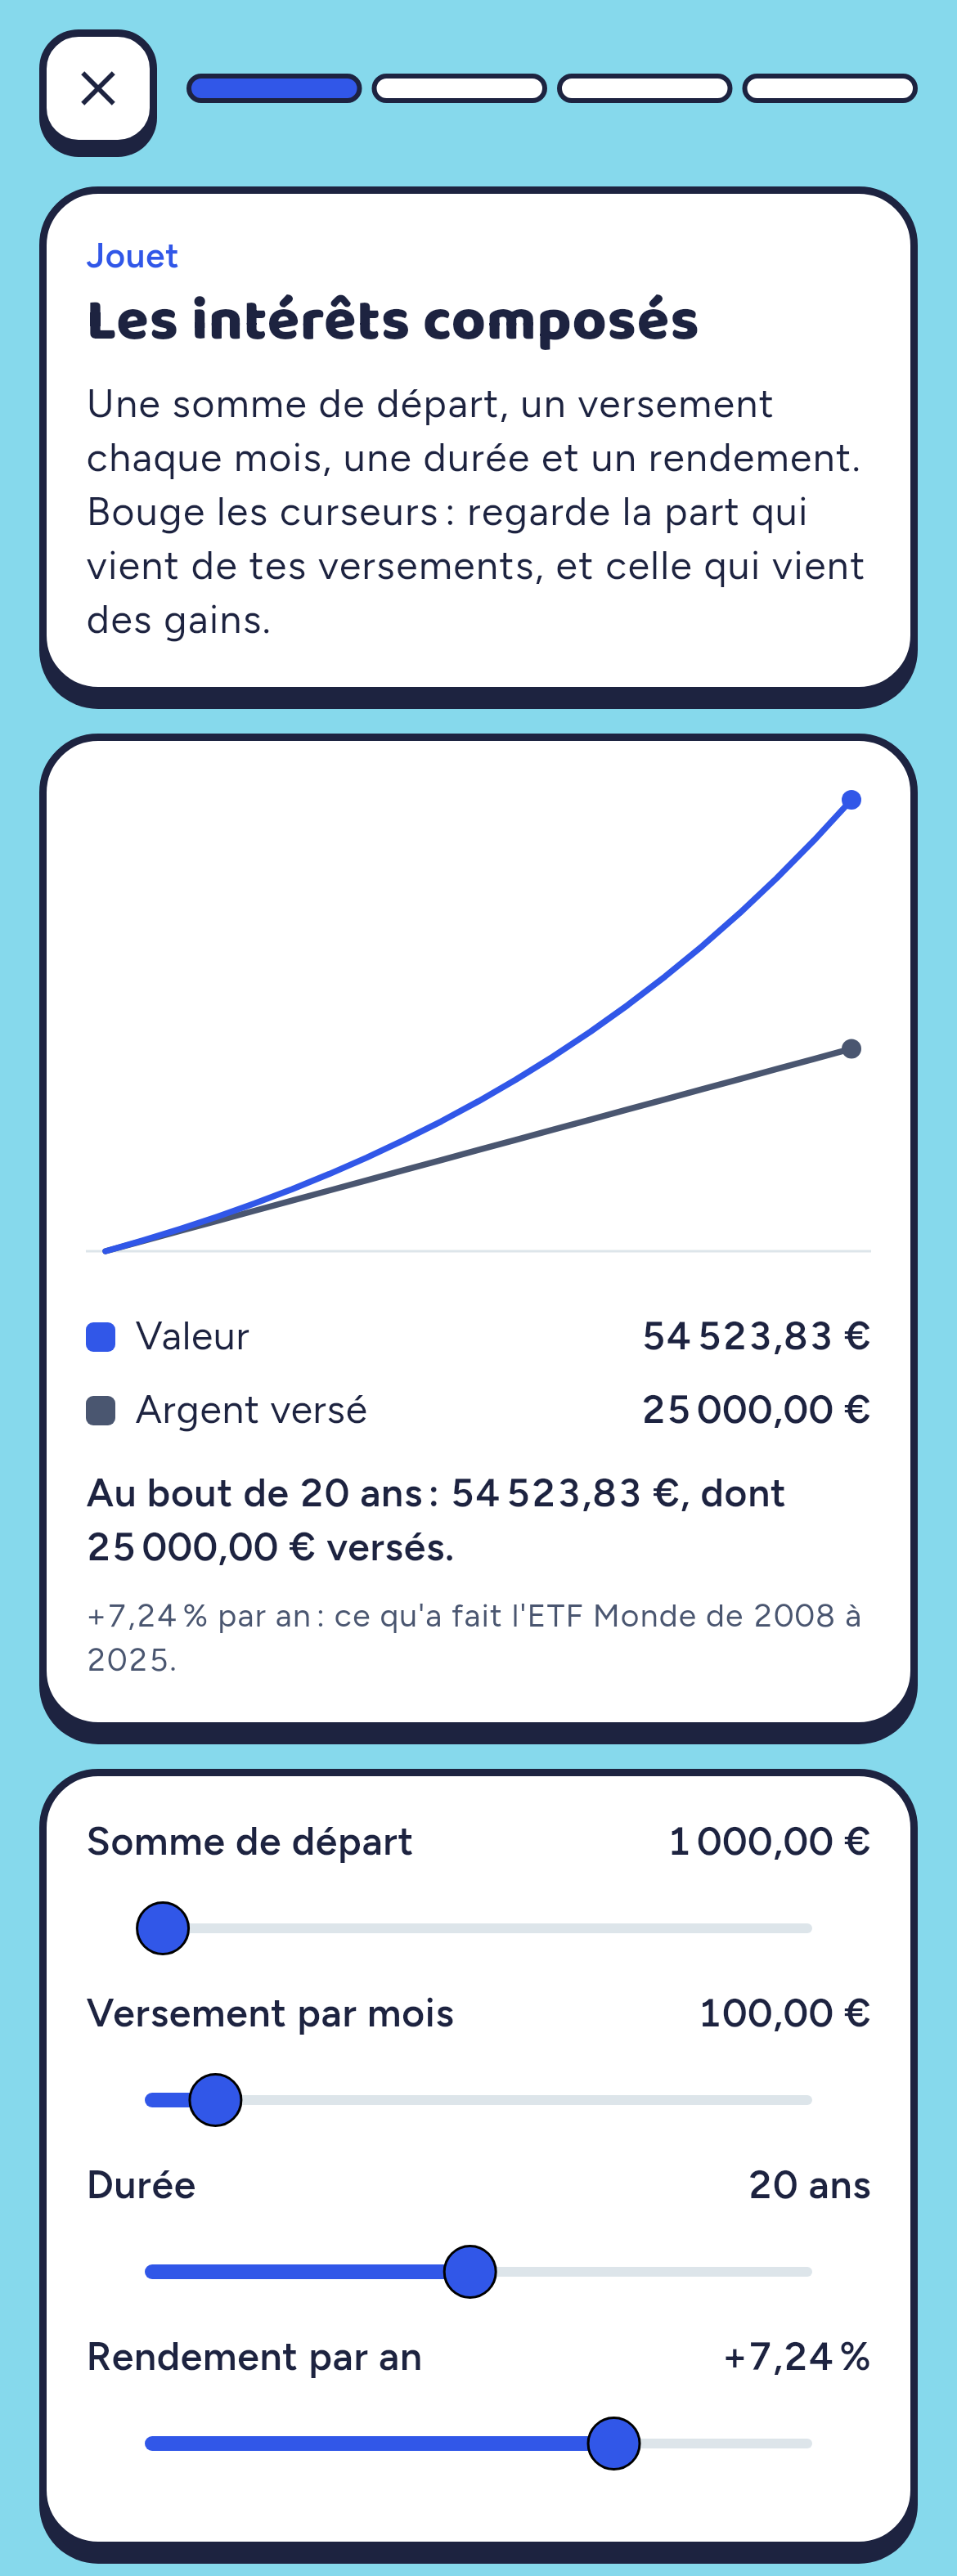 Jouet
Les intérêts composés
Une somme de départ, un versement
chaque mois, une durée et un rendement.
Bouge les curseurs : regarde la part qui
vient de tes versements, et celle qui vient
des gains.
Valeur 54 523,83 €
Argent versé 25 000,00 €
Au bout de 20 ans : 54 523,83 €, dont
25 000,00 € versés.
+7,24 % par an : ce qu'a fait l'ETF Monde de 2008 à
2025.
Somme de départ 1 000,00 €
Versement par mois 100,00 €
Durée 20 ans
Rendement par an +7,24 %